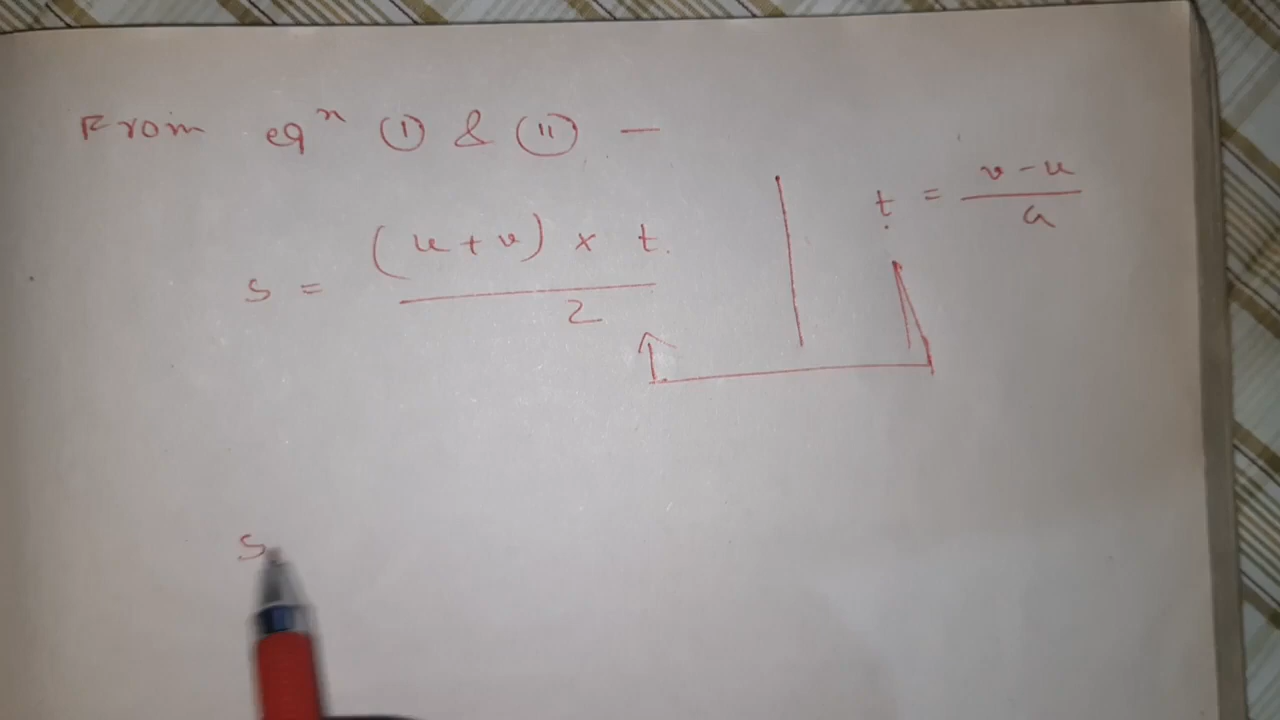 From eqⁿ (I) & (II) —
s = (u+v) × t / 2
t = v-u / a
s